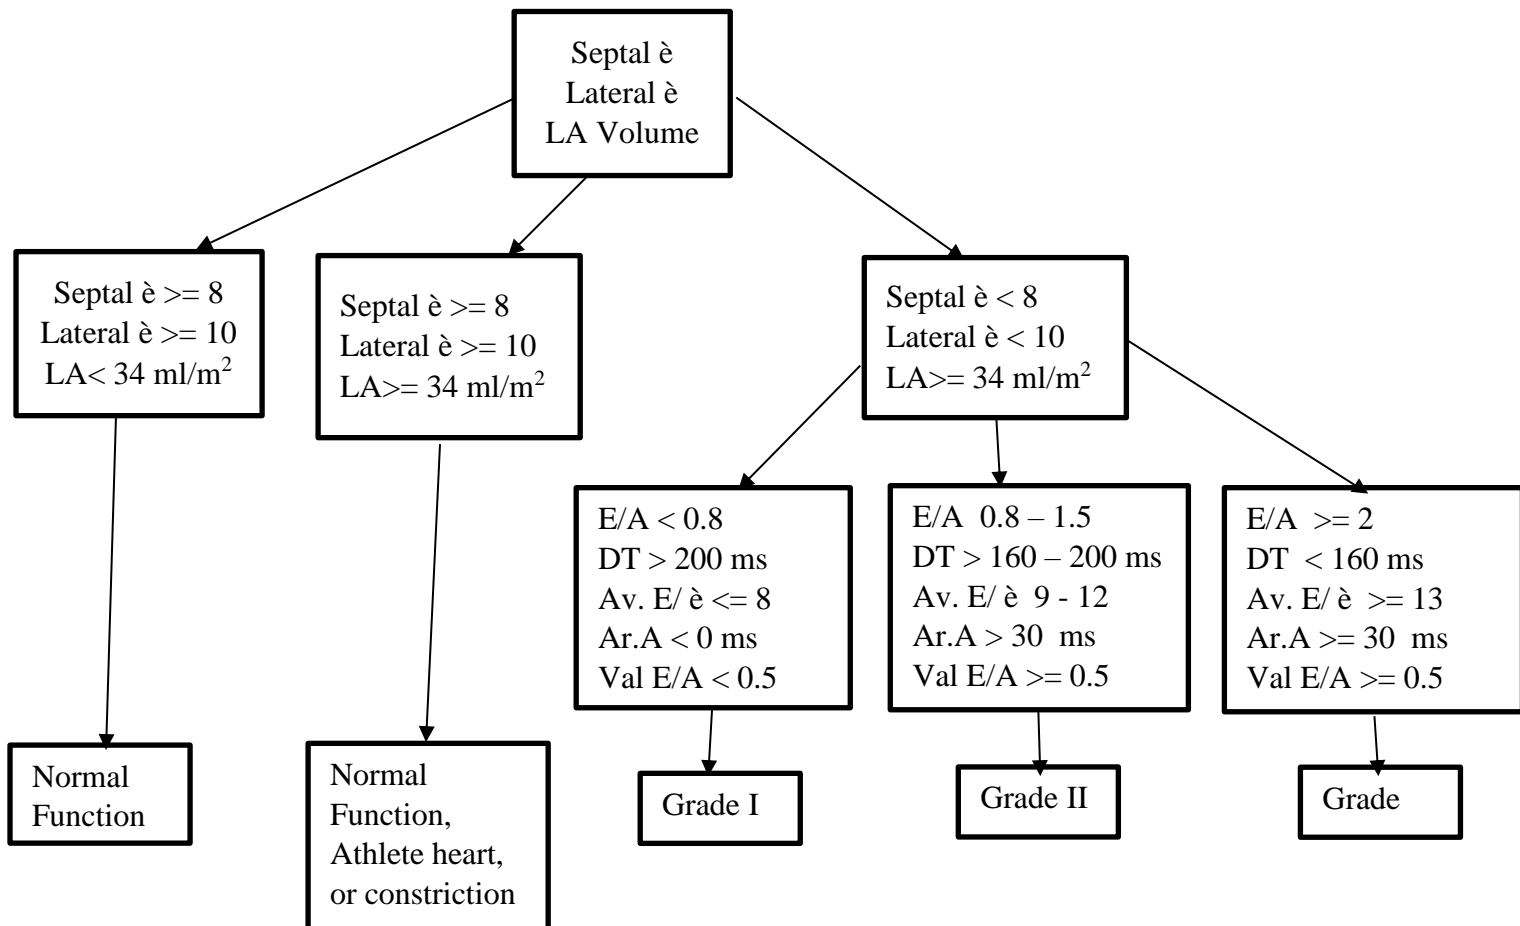 Septal è
Lateral è
LA Volume
Septal è >= 8
Lateral è >= 10
LA< 34 ml/m²
Septal è >= 8
Lateral è >= 10
LA>= 34 ml/m²
Septal è < 8
Lateral è < 10
LA>= 34 ml/m²
E/A < 0.8
DT > 200 ms
Av. E/ è <= 8
Ar.A < 0 ms
Val E/A < 0.5
E/A 0.8 – 1.5
DT > 160 – 200 ms
Av. E/ è 9 - 12
Ar.A > 30 ms
Val E/A >= 0.5
E/A >= 2
DT < 160 ms
Av. E/ è >= 13
Ar.A >= 30 ms
Val E/A >= 0.5
Normal
Function
Normal
Function,
Athlete heart,
or constriction
Grade I
Grade II
Grade